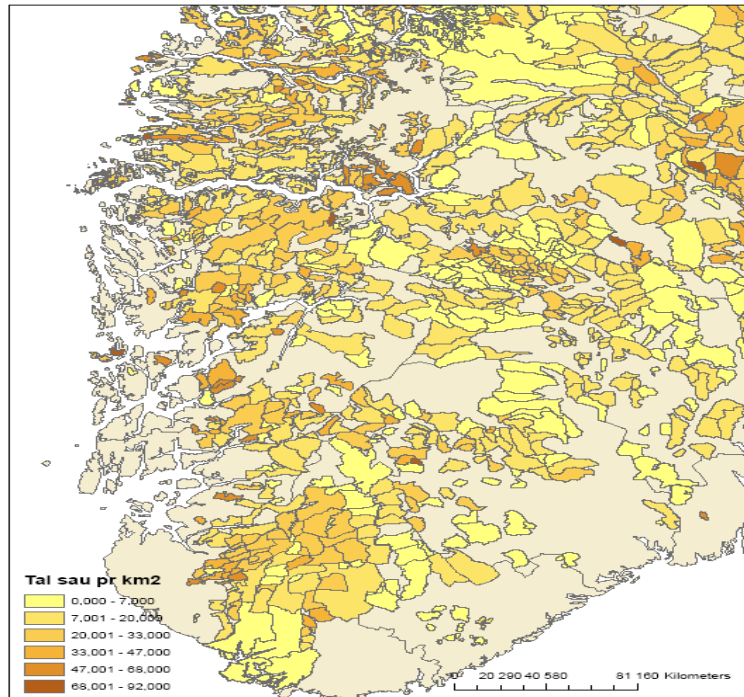 Tal sau pr km2
0,000 - 7,000
7,001 - 20,000
20,001 - 33,000
33,001 - 47,000
47,001 - 68,000
68,001 - 92,000
0 20 290 40 580 81 160 Kilometers